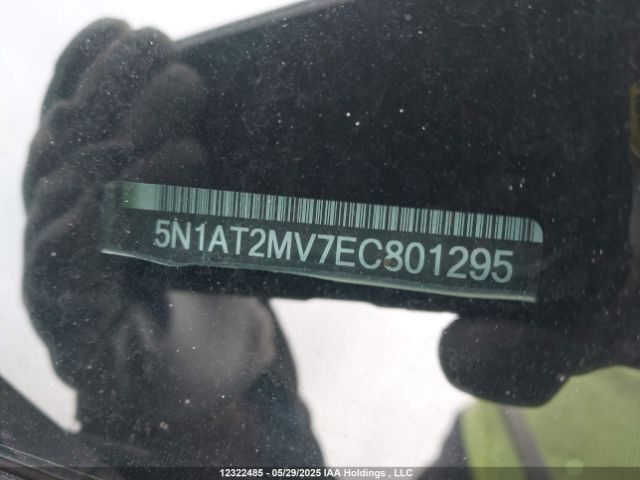 5N1AT2MV7EC801295
12322485 - 05/29/2025 IAA Holdings , LLC